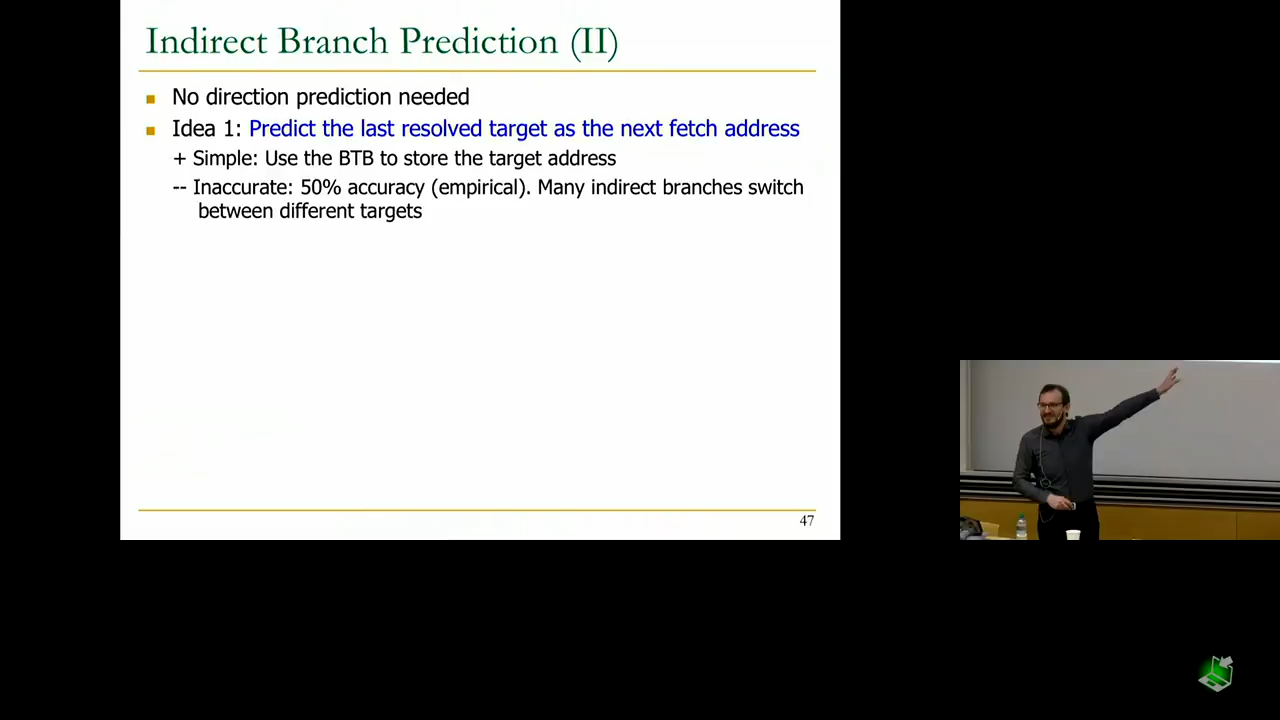 Indirect Branch Prediction (II)
No direction prediction needed
Idea 1: Predict the last resolved target as the next fetch address
+ Simple: Use the BTB to store the target address
-- Inaccurate: 50% accuracy (empirical). Many indirect branches switch
between different targets
47